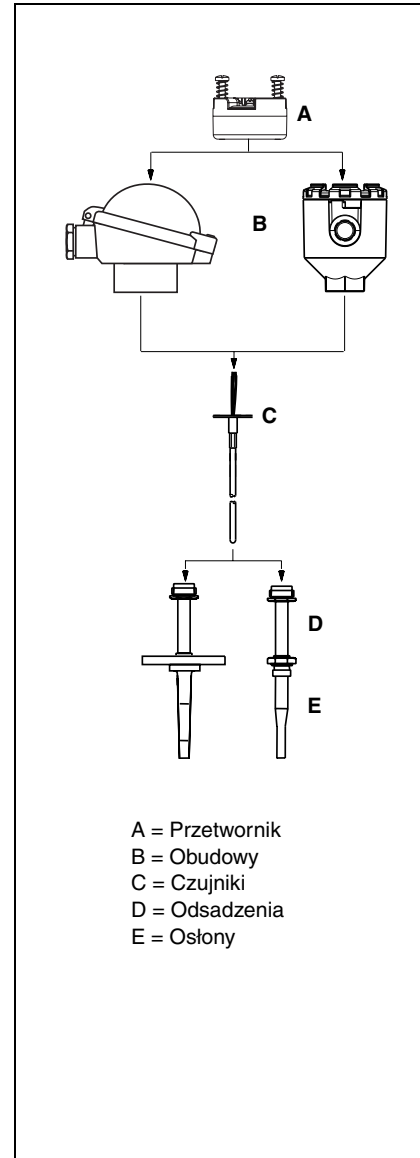 A
B
C
D
E
A = Przetwornik
B = Obudowy
C = Czujniki
D = Odsadzenia
E = Osłony